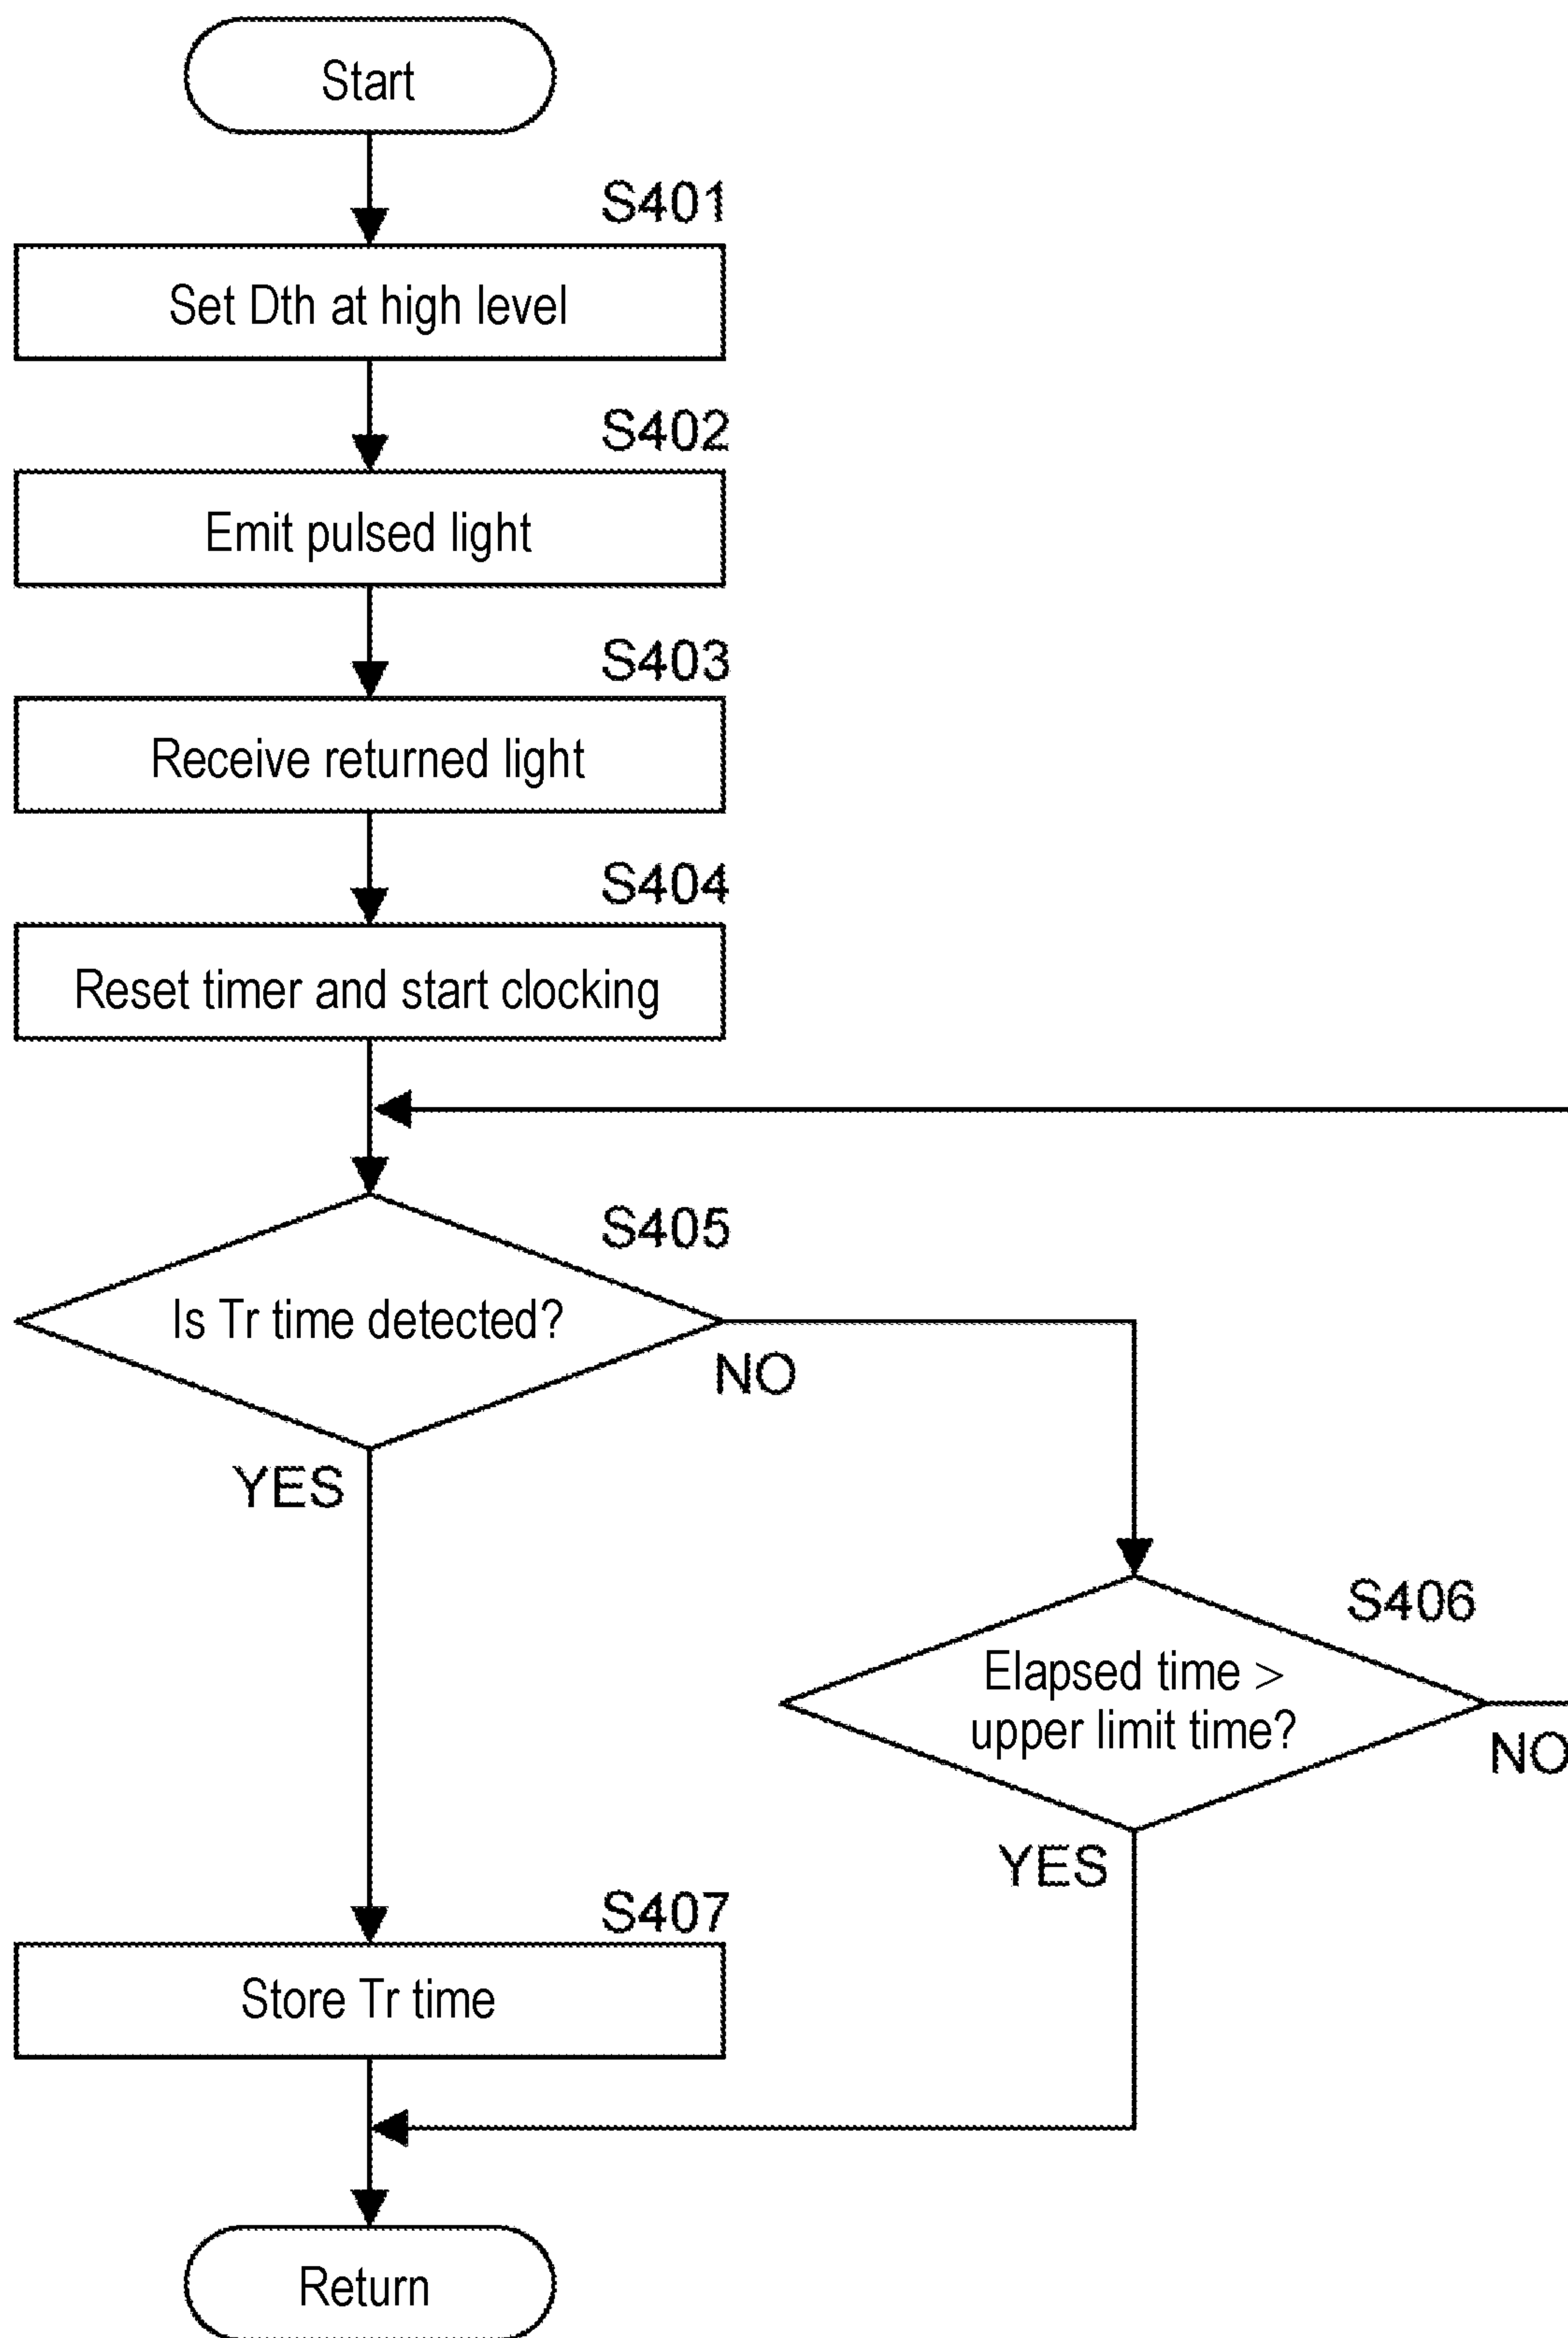 Start
S401
Set Dth at high level
S402
Emit pulsed light
S403
Receive returned light
S404
Reset timer and start clocking
S405
Is Tr time detected?
NO
YES
S406
Elapsed time >
upper limit time?
NO
YES
S407
Store Tr time
Return